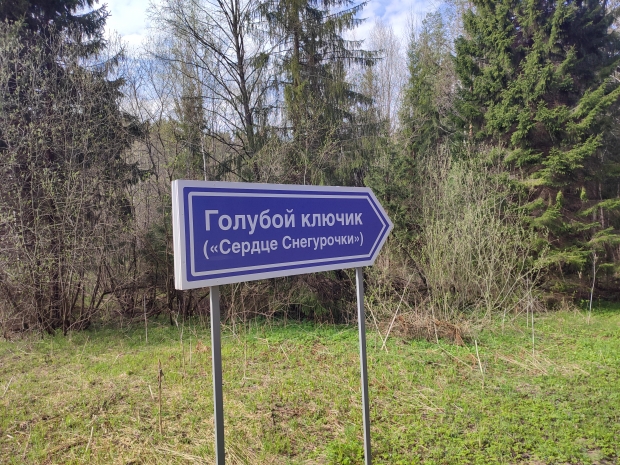 Голубой ключик
(«Сердце Снегурочки»)